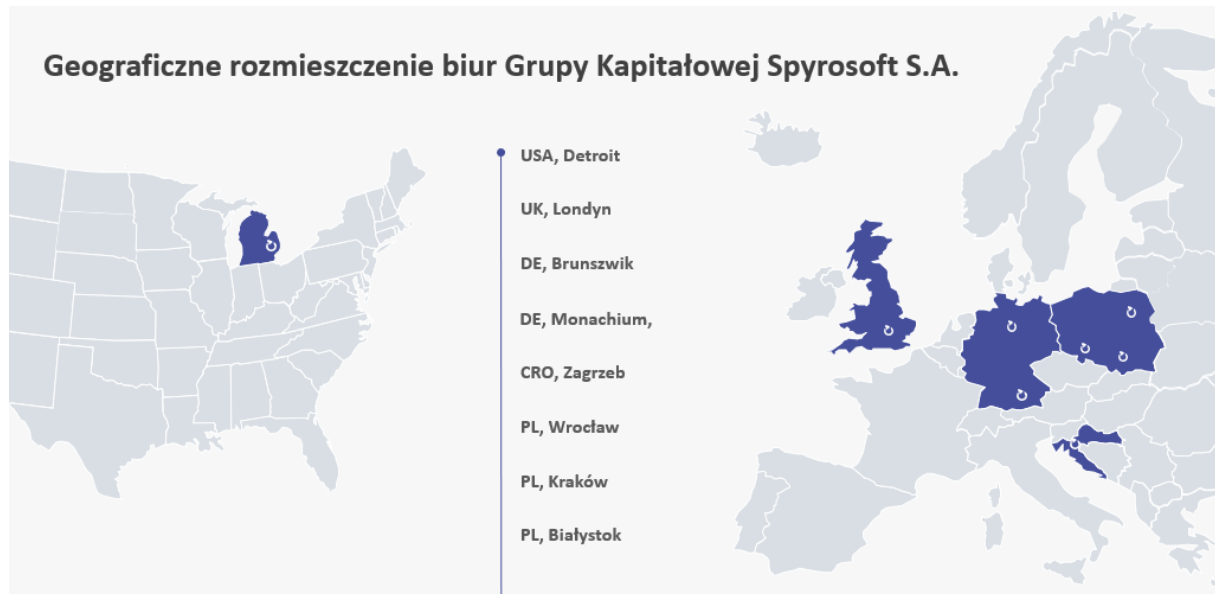 Geograficzne rozmieszczenie biur Grupy Kapitałowej Spyrosoft S.A.
USA, Detroit
UK, Londyn
DE, Brunszwik
DE, Monachium,
CRO, Zagrzeb
PL, Wrocław
PL, Kraków
PL, Białystok